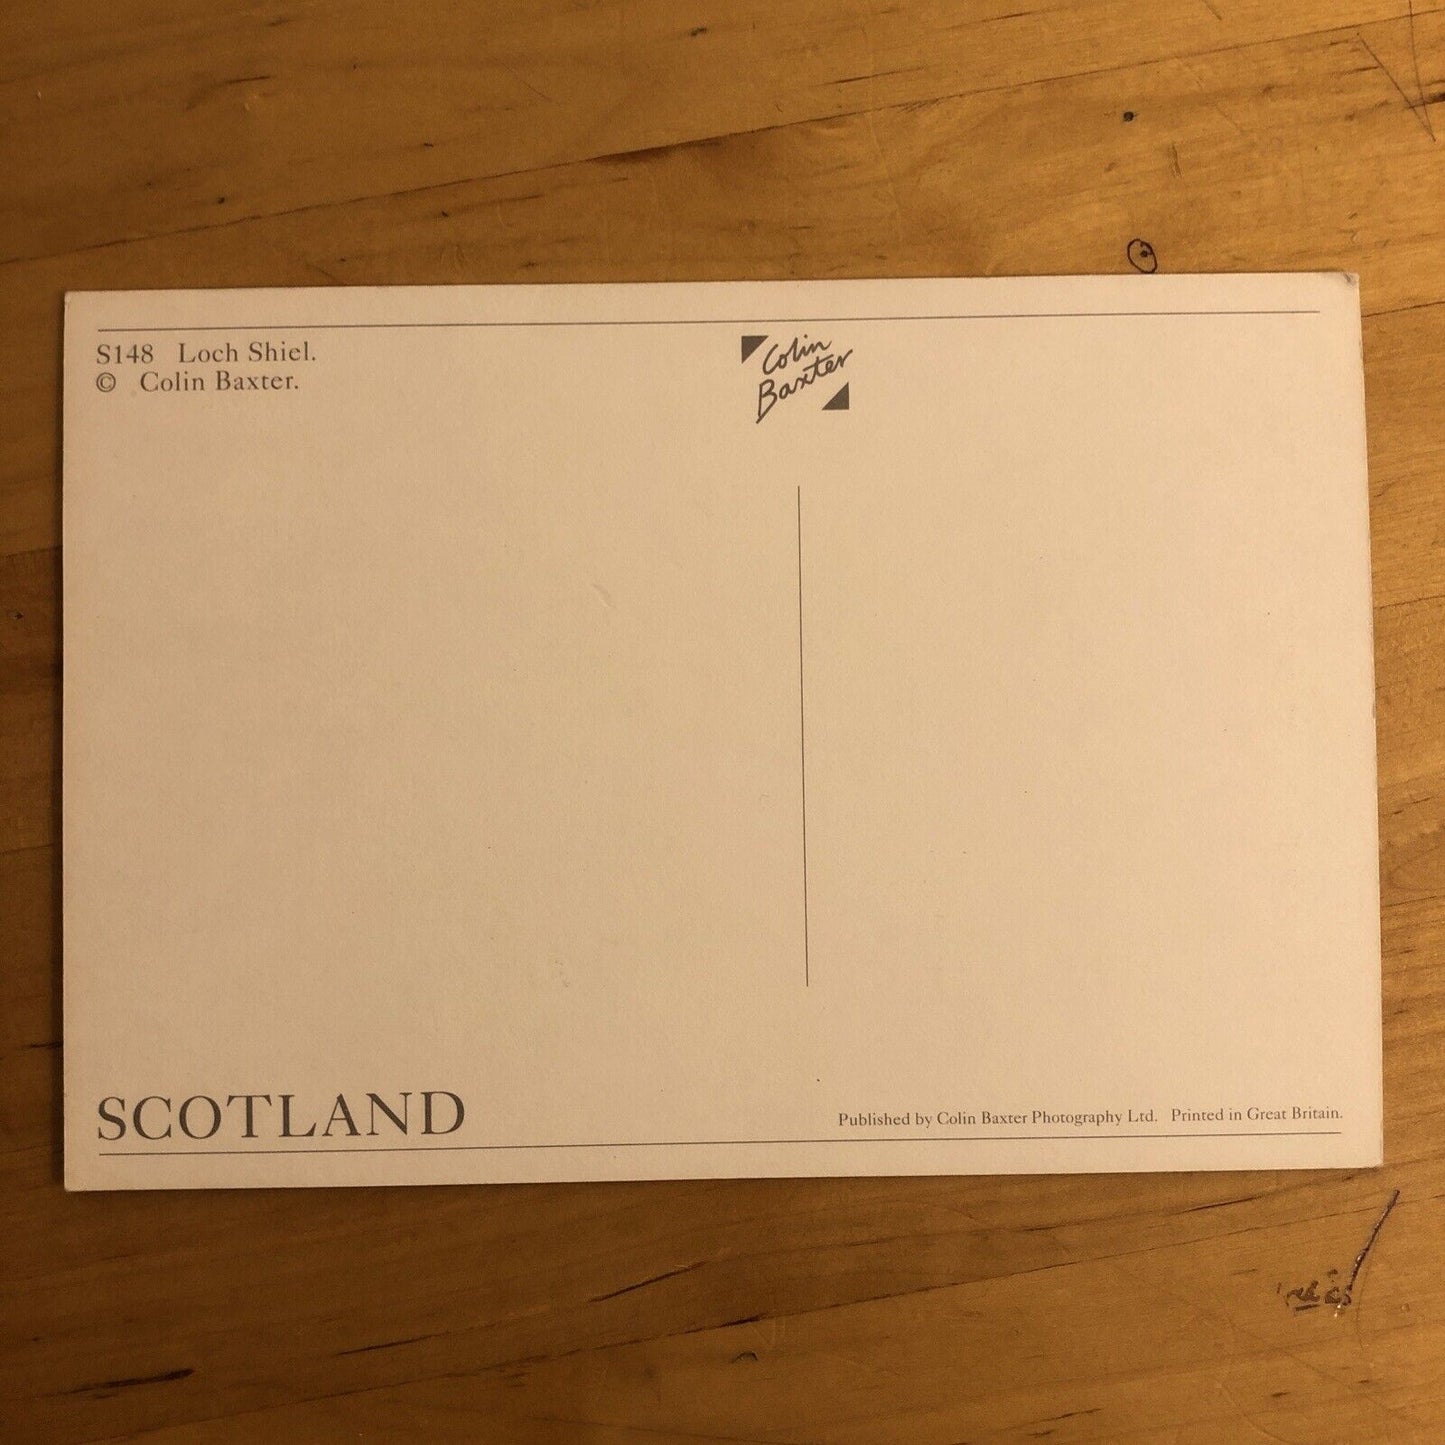 S148 Loch Shiel.
© Colin Baxter.
Colin
Baxter
SCOTLAND
Published by Colin Baxter Photography Ltd. Printed in Great Britain.